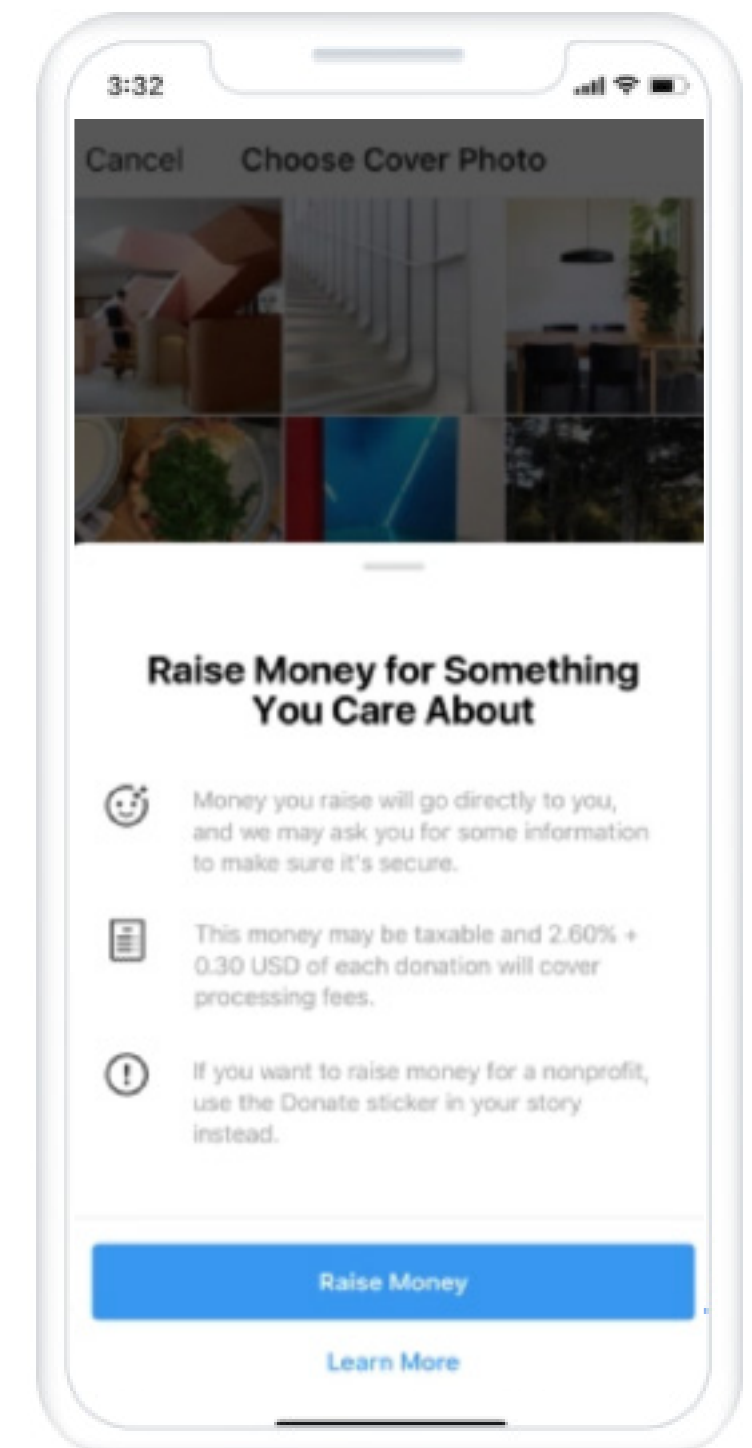 3:32
Cancel Choose Cover Photo
Raise Money for Something
You Care About
Money you raise will go directly to you,
and we may ask you for some information
to make sure it's secure.
This money may be taxable and 2.60% +
0.30 USD of each donation will cover
processing fees.
If you want to raise money for a nonprofit,
use the Donate sticker in your story
instead.
Raise Money
Learn More